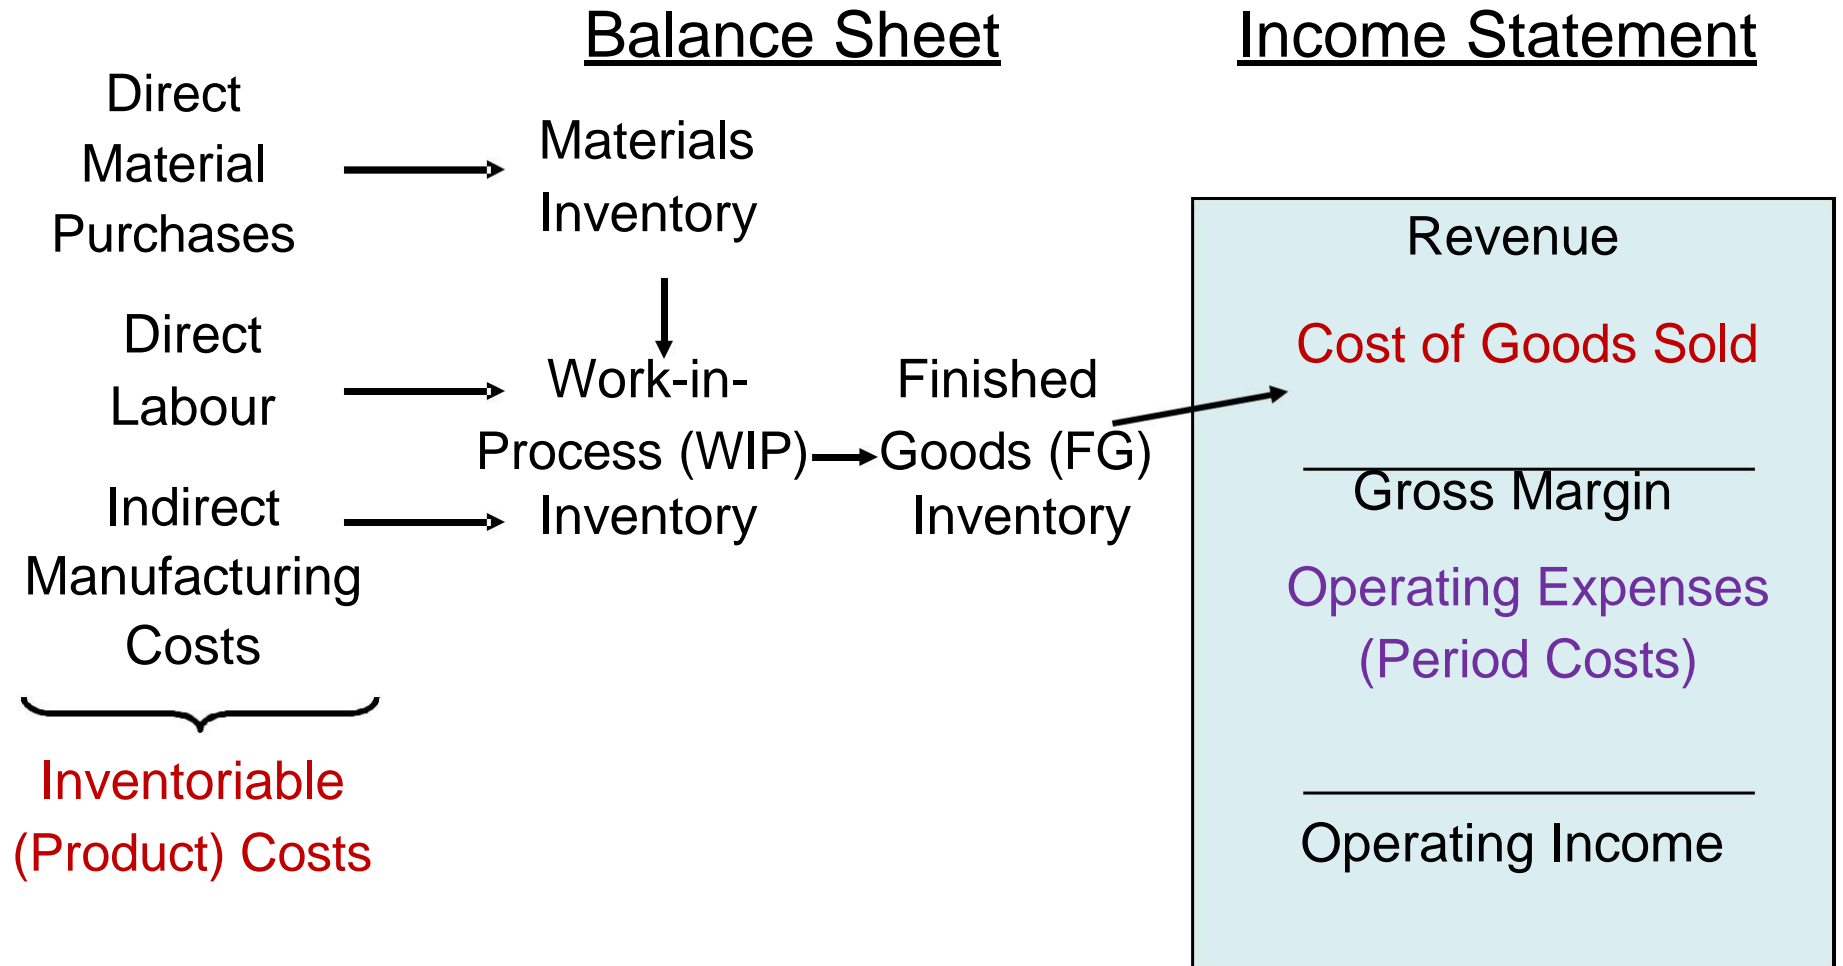 Balance Sheet
Income Statement
Direct
Material
Purchases
Materials
Inventory
Direct
Labour
Work-in-
Process (WIP)
Inventory
Finished
Goods (FG)
Inventory
Indirect
Manufacturing
Costs
Inventoriable
(Product) Costs
Revenue
Cost of Goods Sold
Gross Margin
Operating Expenses
(Period Costs)
Operating Income